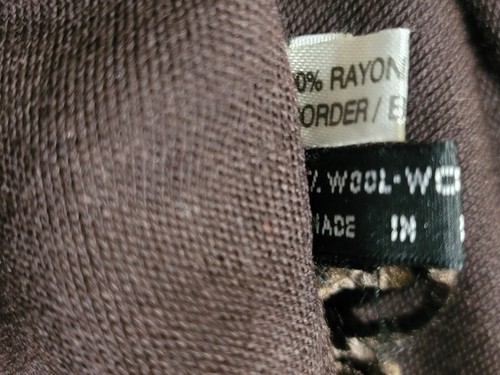 0% RAYON
ORDER / E
% WOOL-WO
MADE IN